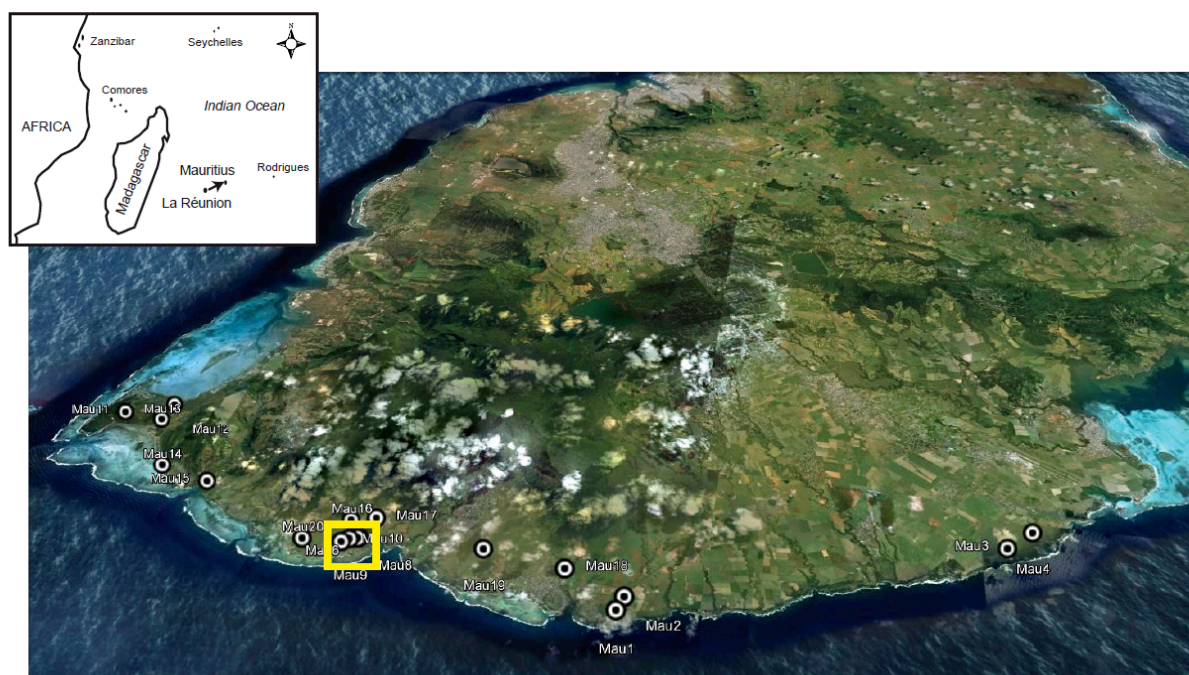 N
Zanzibar
Seychelles
Comores
Indian Ocean
AFRICA
Madagascar
Mauritius
Rodrigues
La Réunion
Mau11
Mau13
Mau12
Mau14
Mau15
Mau16
Mau17
Mau20
Mau10
Mau8
Mau9
Mau19
Mau18
Mau3
Mau4
Mau2
Mau1